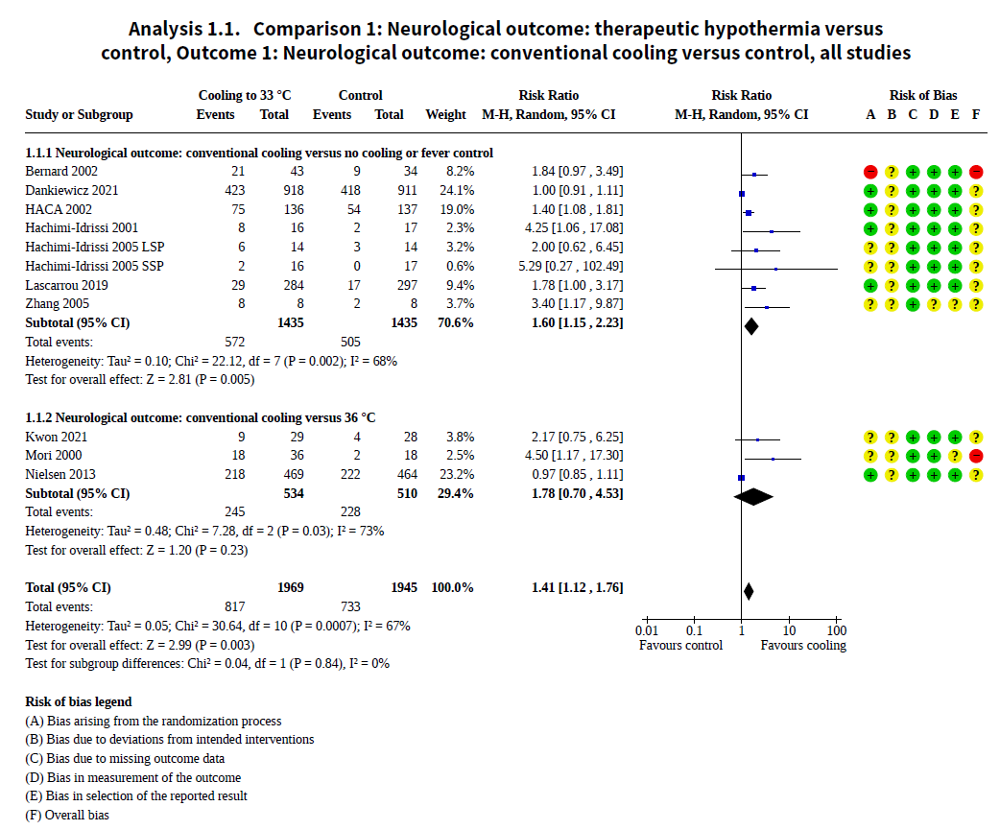 Analysis 1.1. Comparison 1: Neurological outcome: therapeutic hypothermia versus
control, Outcome 1: Neurological outcome: conventional cooling versus control, all studies
Cooling to 33 °C Control Risk Ratio Risk Ratio Risk of Bias
Study or Subgroup Events Total Events Total Weight M-H, Random, 95% CI M-H, Random, 95% CI A B C D E F
1.1.1 Neurological outcome: conventional cooling versus no cooling or fever control
Bernard 2002 21 43 9 34 8.2% 1.84 [0.97 , 3.49] − ? + + + −
Dankiewicz 2021 423 918 418 911 24.1% 1.00 [0.91 , 1.11] + ? + + + ?
HACA 2002 75 136 54 137 19.0% 1.40 [1.08 , 1.81] + ? + + + ?
Hachimi-Idrissi 2001 8 16 2 17 2.3% 4.25 [1.06 , 17.08] + ? + + + ?
Hachimi-Idrissi 2005 LSP 6 14 3 14 3.2% 2.00 [0.62 , 6.45] ? ? + + + ?
Hachimi-Idrissi 2005 SSP 2 16 0 17 0.6% 5.29 [0.27 , 102.49] ? ? + + + ?
Lascarrou 2019 29 284 17 297 9.4% 1.78 [1.00 , 3.17] + ? + + + ?
Zhang 2005 8 8 2 8 3.7% 3.40 [1.17 , 9.87] ? ? + ? ? ?
Subtotal (95% CI) 1435 1435 70.6% 1.60 [1.15 , 2.23]
Total events: 572 505
Heterogeneity: Tau² = 0.10; Chi² = 22.12, df = 7 (P = 0.002); I² = 68%
Test for overall effect: Z = 2.81 (P = 0.005)
1.1.2 Neurological outcome: conventional cooling versus 36 °C
Kwon 2021 9 29 4 28 3.8% 2.17 [0.75 , 6.25] ? ? + + + ?
Mori 2000 18 36 2 18 2.5% 4.50 [1.17 , 17.30] ? ? + + ? −
Nielsen 2013 218 469 222 464 23.2% 0.97 [0.85 , 1.11] + ? + + + ?
Subtotal (95% CI) 534 510 29.4% 1.78 [0.70 , 4.53]
Total events: 245 228
Heterogeneity: Tau² = 0.48; Chi² = 7.28, df = 2 (P = 0.03); I² = 73%
Test for overall effect: Z = 1.20 (P = 0.23)
Total (95% CI) 1969 1945 100.0% 1.41 [1.12 , 1.76]
Total events: 817 733
Heterogeneity: Tau² = 0.05; Chi² = 30.64, df = 10 (P = 0.0007); I² = 67%
0.01 0.1 1 10 100
Test for overall effect: Z = 2.99 (P = 0.003) Favours control Favours cooling
Test for subgroup differences: Chi² = 0.04, df = 1 (P = 0.84), I² = 0%
Risk of bias legend
(A) Bias arising from the randomization process
(B) Bias due to deviations from intended interventions
(C) Bias due to missing outcome data
(D) Bias in measurement of the outcome
(E) Bias in selection of the reported result
(F) Overall bias